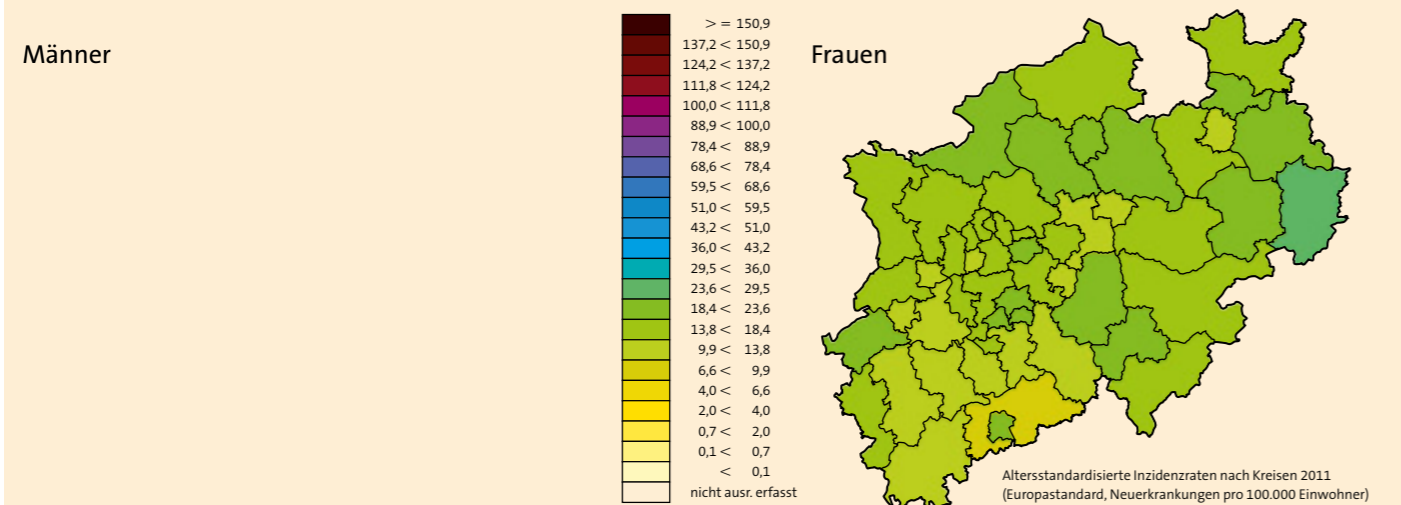 Männer
> = 150,9
137,2 < 150,9
124,2 < 137,2
111,8 < 124,2
100,0 < 111,8
88,9 < 100,0
78,4 < 88,9
68,6 < 78,4
59,5 < 68,6
51,0 < 59,5
43,2 < 51,0
36,0 < 43,2
29,5 < 36,0
23,6 < 29,5
18,4 < 23,6
13,8 < 18,4
9,9 < 13,8
6,6 < 9,9
4,0 < 6,6
2,0 < 4,0
0,7 < 2,0
0,1 < 0,7
< 0,1
nicht ausr. erfasst
Frauen
Altersstandardisierte Inzidenzraten nach Kreisen 2011
(Europastandard, Neuerkrankungen pro 100.000 Einwohner)